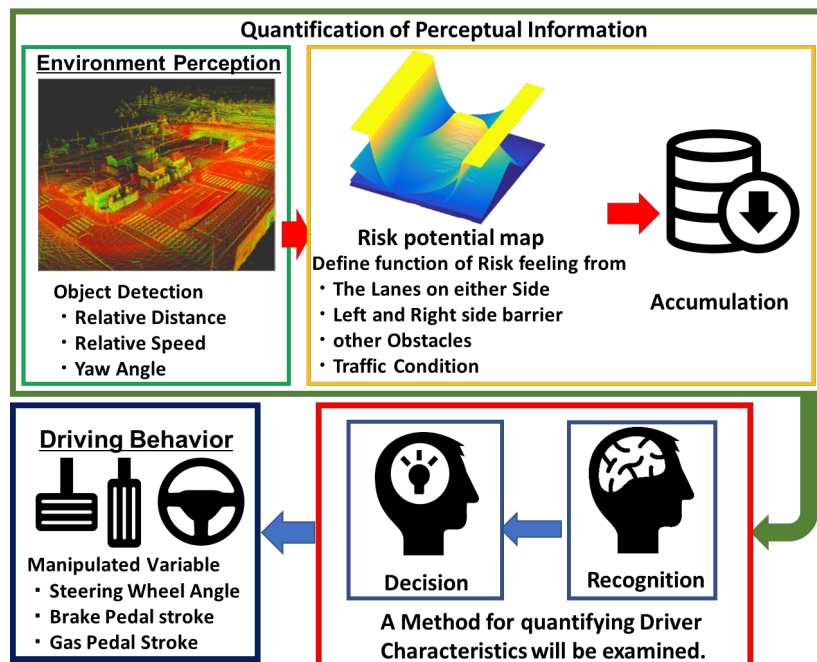 Quantification of Perceptual Information
Environment Perception
Object Detection
・Relative Distance
・Relative Speed
・Yaw Angle
Risk potential map
Define function of Risk feeling from
・The Lanes on either Side
・Left and Right side barrier
・other Obstacles
・Traffic Condition
Accumulation
Driving Behavior
Manipulated Variable
・Steering Wheel Angle
・Brake Pedal stroke
・Gas Pedal Stroke
Decision
Recognition
A Method for quantifying Driver
Characteristics will be examined.